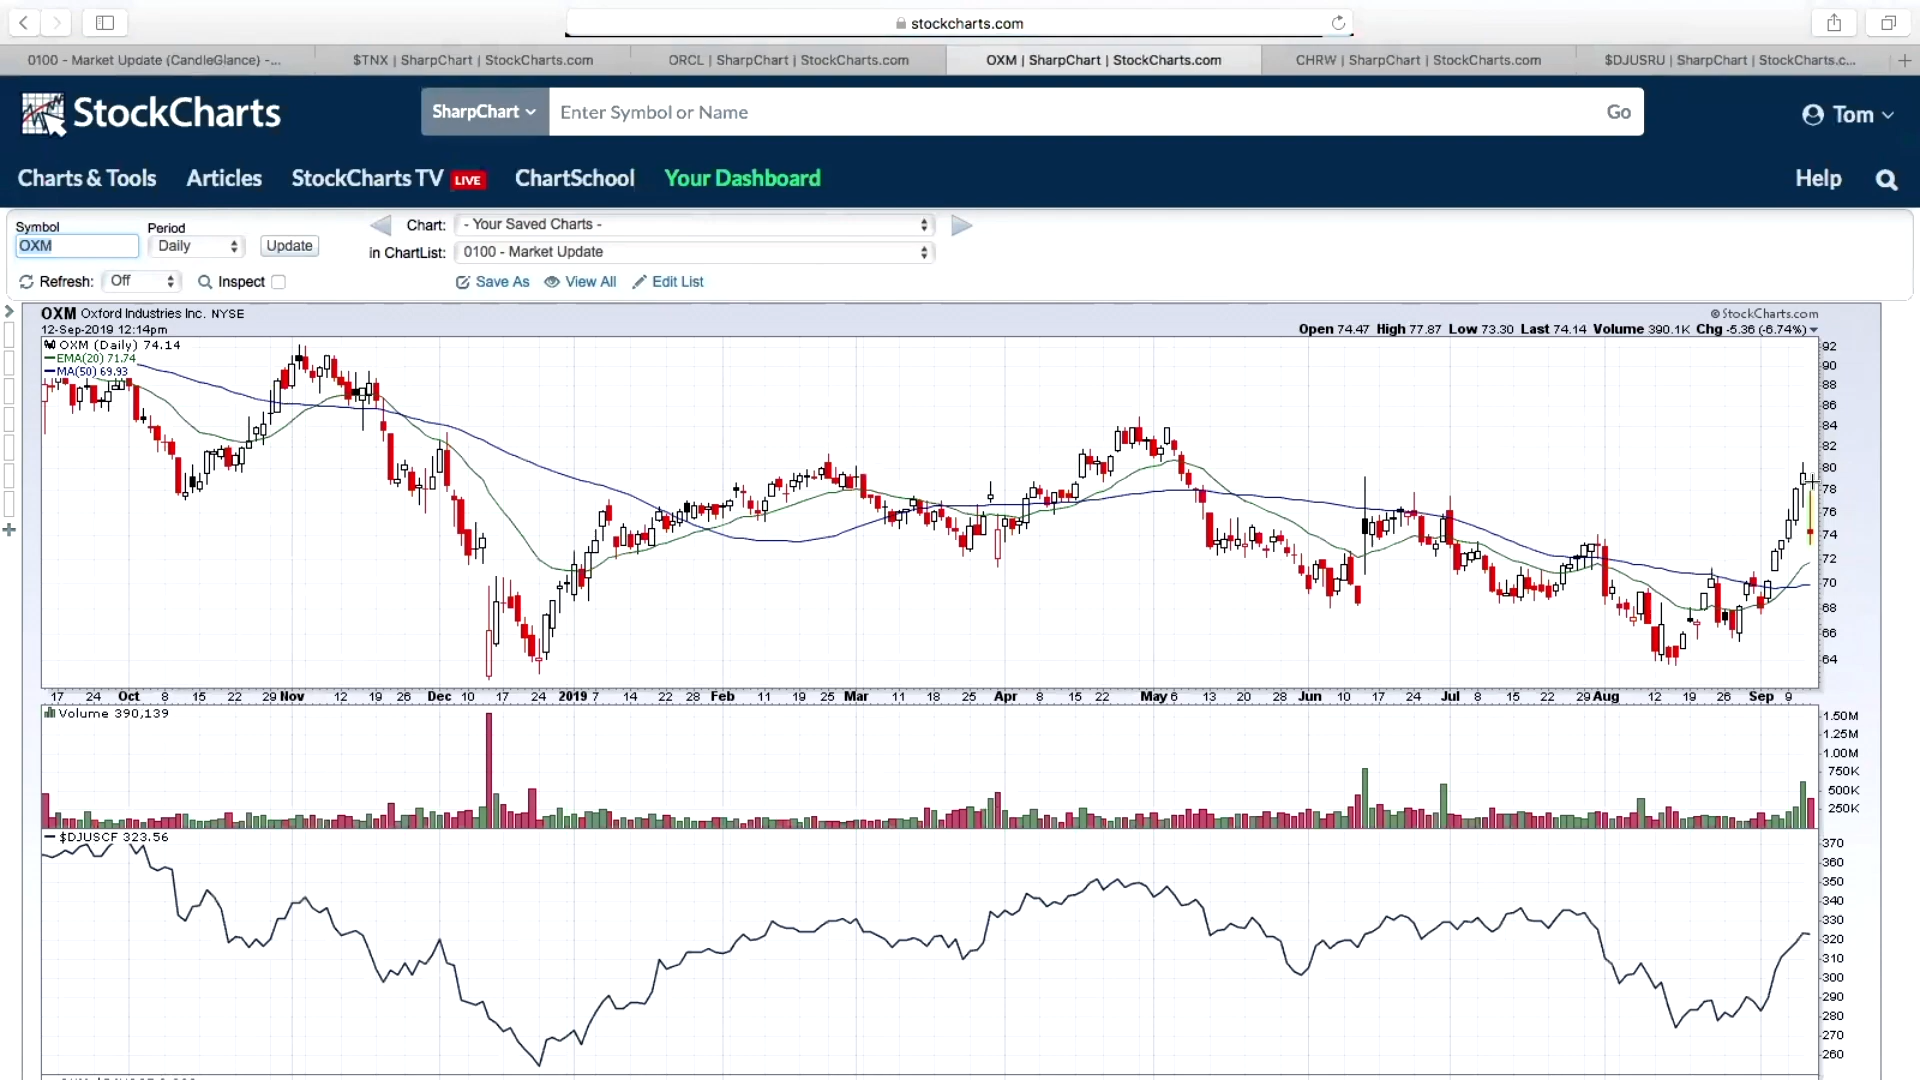 stockcharts.com
0100 - Market Update (CandleGlance) -...
$TNX | SharpChart | StockCharts.com
ORCL | SharpChart | StockCharts.com
OXM | SharpChart | StockCharts.com
CHRW | SharpChart | StockCharts.com
$DJUSRU | SharpChart | StockCharts.c...
StockCharts
SharpChart
Enter Symbol or Name
Go
Tom
Charts & Tools
Articles
StockCharts TV LIVE
ChartSchool
Your Dashboard
Help
Symbol
OXM
Period
Daily
Update
Chart: - Your Saved Charts -
in ChartList: 0100 - Market Update
Refresh: Off
Inspect
Save As
View All
Edit List
OXM Oxford Industries Inc. NYSE
© StockCharts.com
12-Sep-2019 12:14pm
Open 74.47 High 77.87 Low 73.30 Last 74.14 Volume 390.1K Chg -5.36 (-6.74%)
OXM (Daily) 74.14
EMA(20) 71.74
MA(50) 69.93
92
90
88
86
84
82
80
78
76
74
72
70
68
66
64
17 24 Oct 8 15 22 29 Nov 12 19 26 Dec 10 17 24 2019 7 14 22 28 Feb 11 19 25 Mar 11 18 25 Apr 8 15 22 May 6 13 20 28 Jun 10 17 24 Jul 8 15 22 29 Aug 12 19 26 Sep 9
Volume 390,139
1.50M
1.25M
1.00M
750K
500K
250K
$DJUSCF 323.56
370
360
350
340
330
320
310
300
290
280
270
260